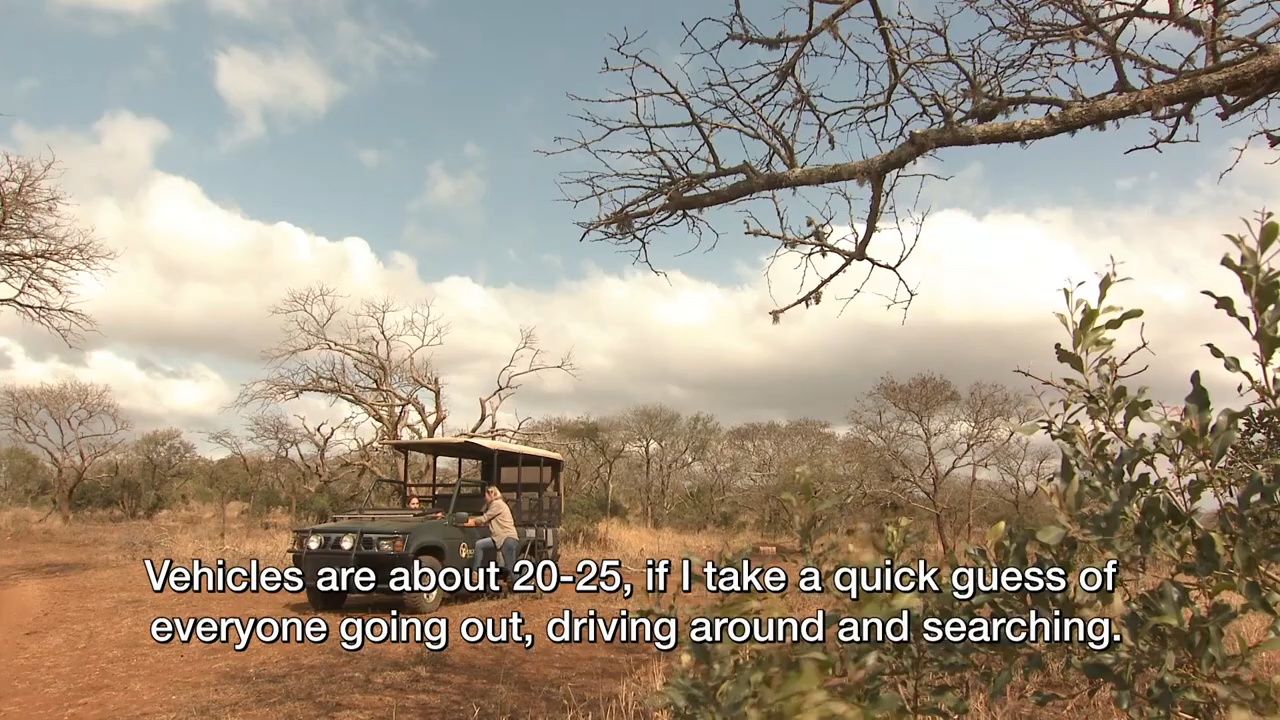 Vehicles are about 20-25, if I take a quick guess of
everyone going out, driving around and searching.